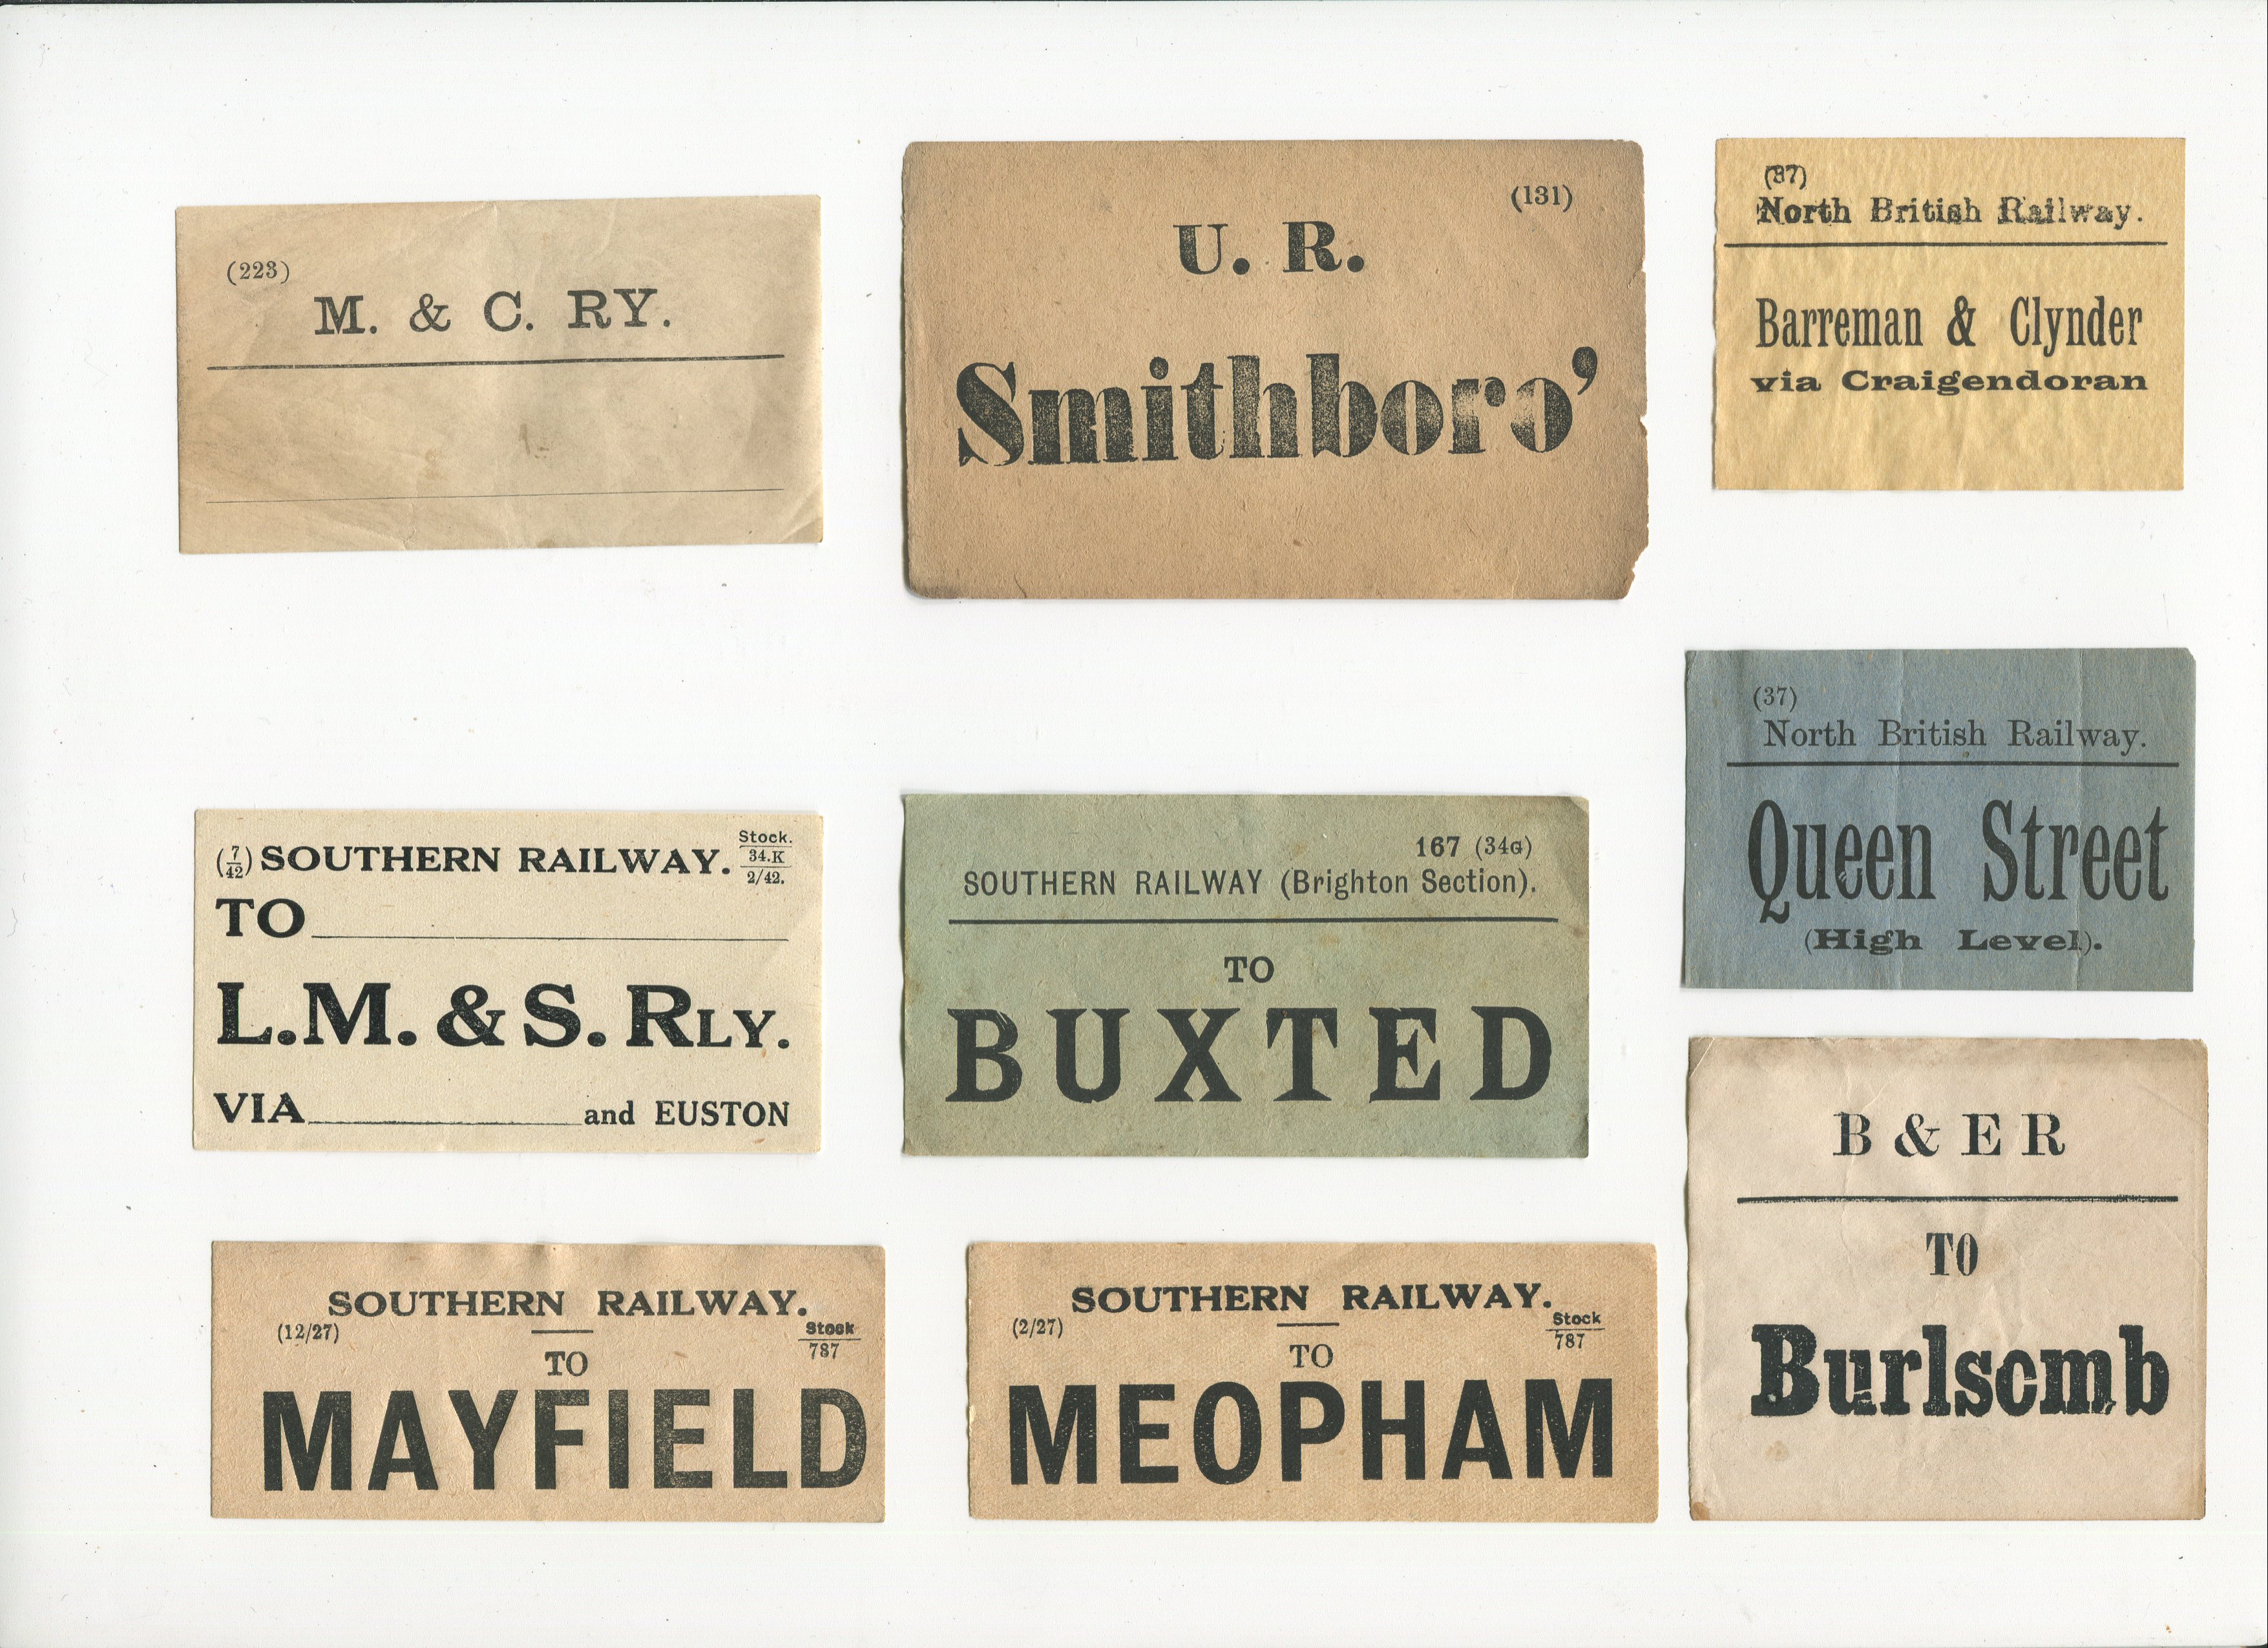 (223)
M. & C. RY.
(131)
U. R.
Smithboro'
(37)
North British Railway.
Barreman & Clynder
via Craigendoran
(37)
North British Railway.
Queen Street
(High Level).
(7/42) SOUTHERN RAILWAY. Stock. 34.K 2/42.
TO
L.M. & S. RLY.
VIA and EUSTON
167 (34G)
SOUTHERN RAILWAY (Brighton Section).
TO
BUXTED
B & E R
TO
Burlscmb
SOUTHERN RAILWAY.
(12/27) Stock 787
TO
MAYFIELD
SOUTHERN RAILWAY.
(2/27) Stock 787
TO
MEOPHAM